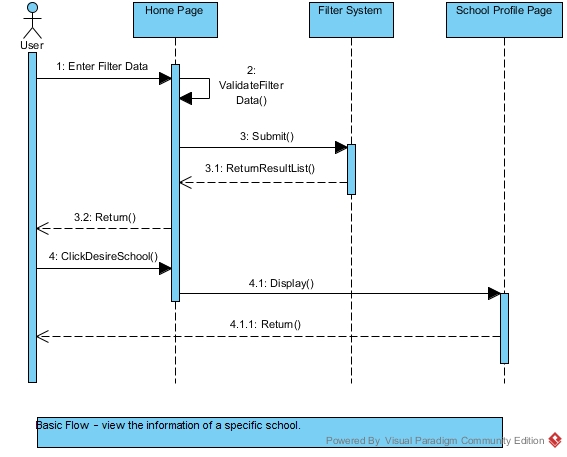 Home Page
Filter System
School Profile Page
User
1: Enter Filter Data
2:
ValidateFilter
Data()
3: Submit()
3.1: ReturnResultList()
3.2: Return()
4: ClickDesireSchool()
4.1: Display()
4.1.1: Return()
Basic Flow – view the information of a specific school.
Powered By Visual Paradigm Community Edition